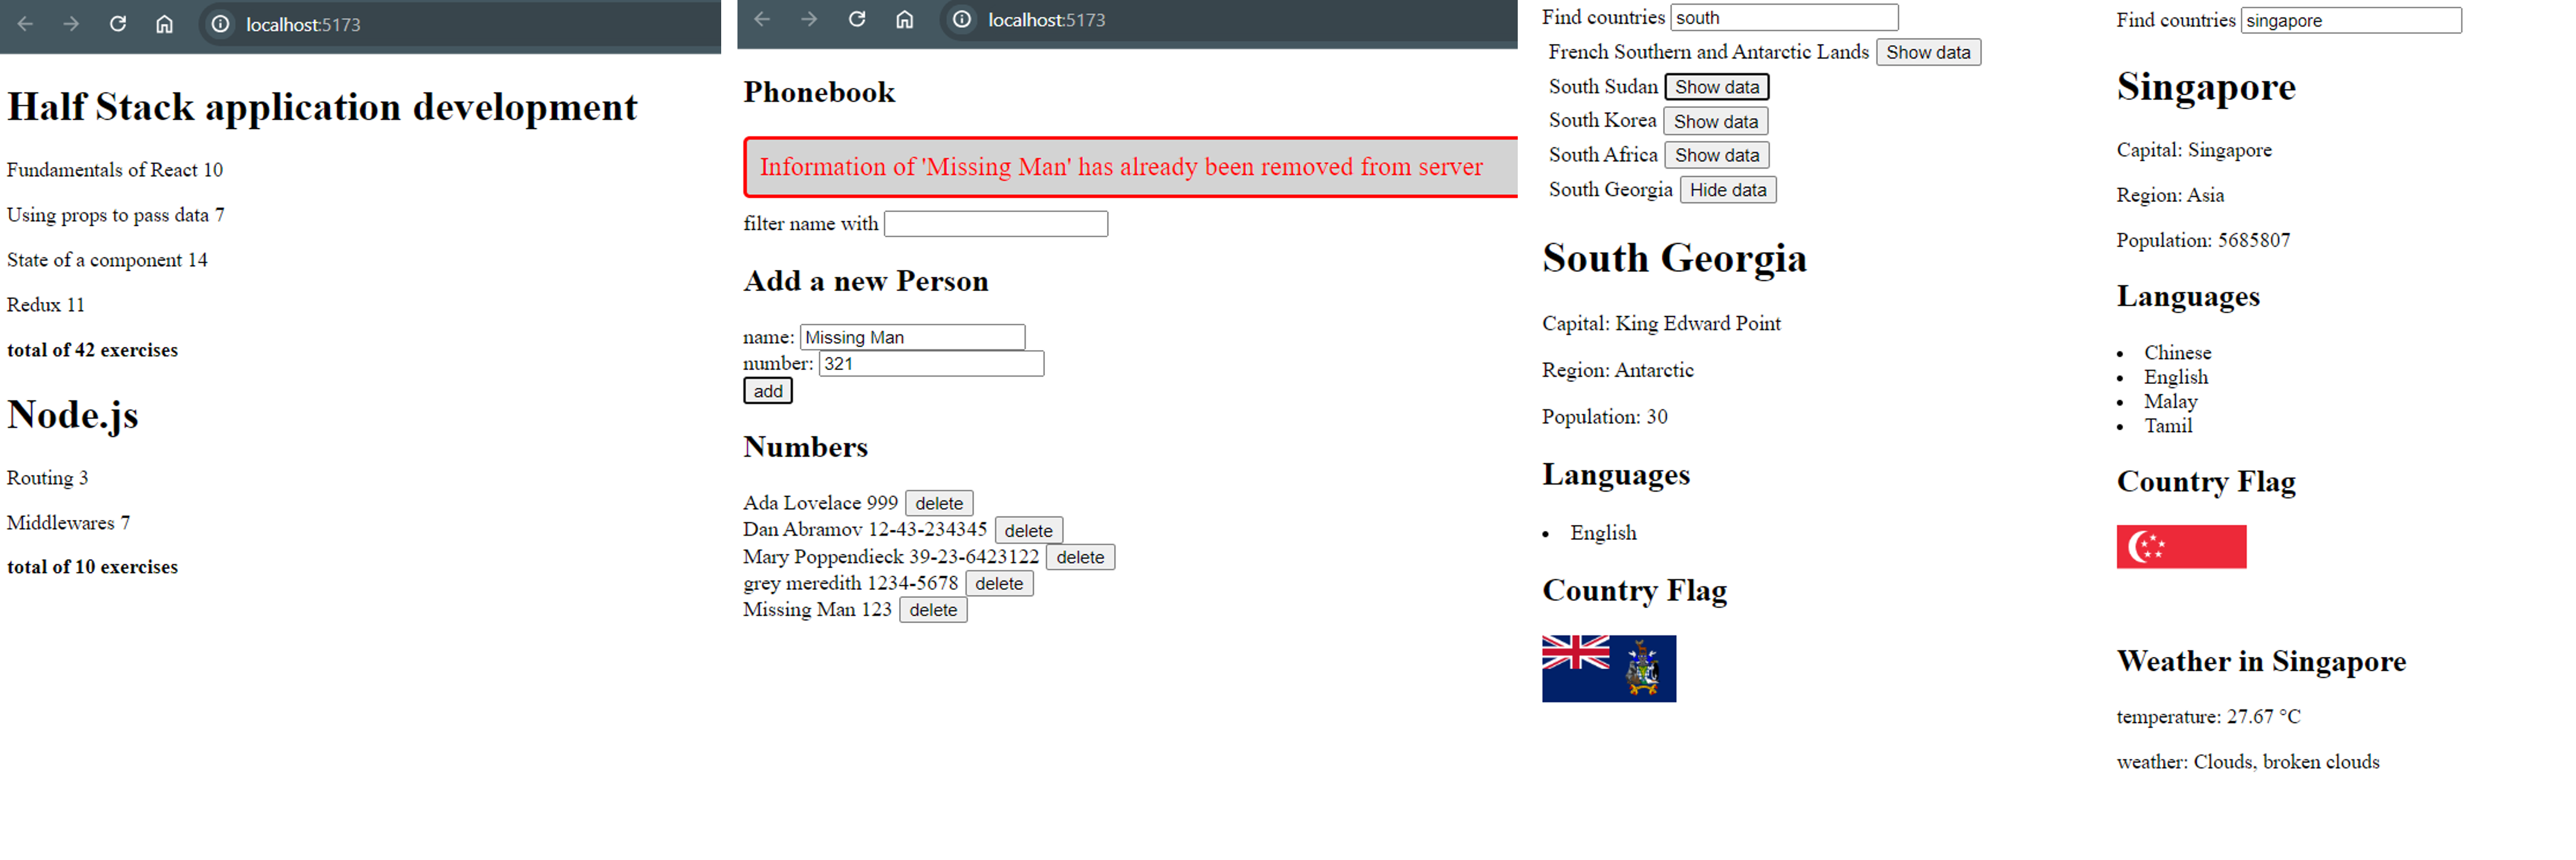 localhost:5173
Half Stack application development
Fundamentals of React 10
Using props to pass data 7
State of a component 14
Redux 11
total of 42 exercises
Node.js
Routing 3
Middlewares 7
total of 10 exercises
localhost:5173
Phonebook
Information of 'Missing Man' has already been removed from server
filter name with
Add a new Person
name: Missing Man
number: 321
add
Numbers
Ada Lovelace 999 delete
Dan Abramov 12-43-234345 delete
Mary Poppendieck 39-23-6423122 delete
grey meredith 1234-5678 delete
Missing Man 123 delete
Find countries south
French Southern and Antarctic Lands Show data
South Sudan Show data
South Korea Show data
South Africa Show data
South Georgia Hide data
South Georgia
Capital: King Edward Point
Region: Antarctic
Population: 30
Languages
• English
Country Flag
Find countries singapore
Singapore
Capital: Singapore
Region: Asia
Population: 5685807
Languages
• Chinese
• English
• Malay
• Tamil
Country Flag
Weather in Singapore
temperature: 27.67 °C
weather: Clouds, broken clouds